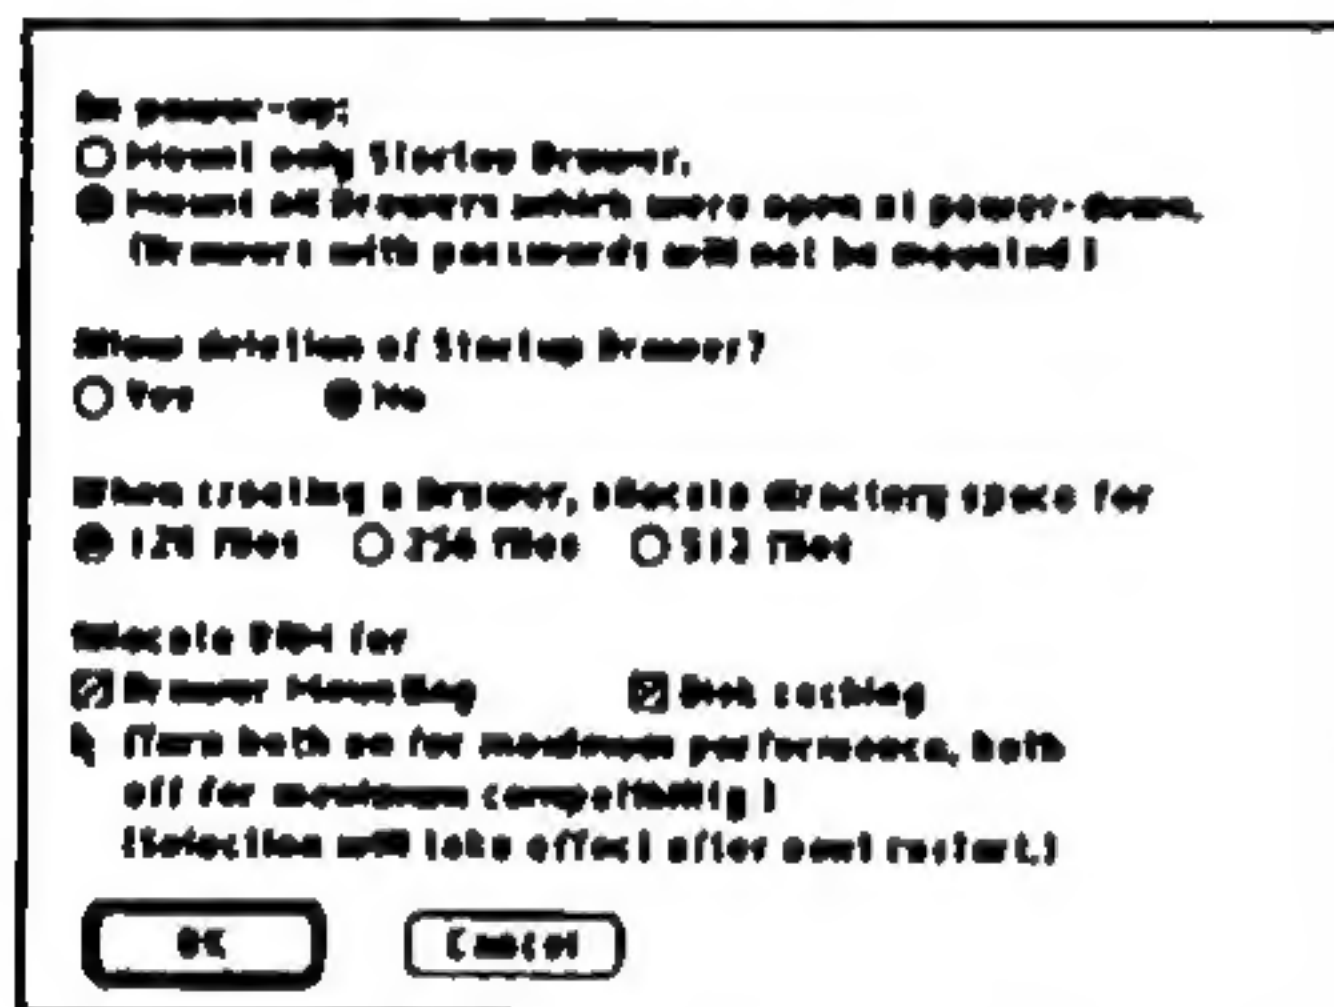 On power-up:
Mount only Startup Drawer.
Mount all Drawers which were open at power-down.
(Drawers with passwords will not be mounted)
Allow deletion of Startup Drawer?
Yes No
When creating a Drawer, allocate directory space for
128 files 256 files 512 files
Allocate RAM for
Drawer Mounting Disk caching
(Turn both on for maximum performance, both
off for maximum compatibility)
(Selection will take effect after next restart.)
OK Cancel